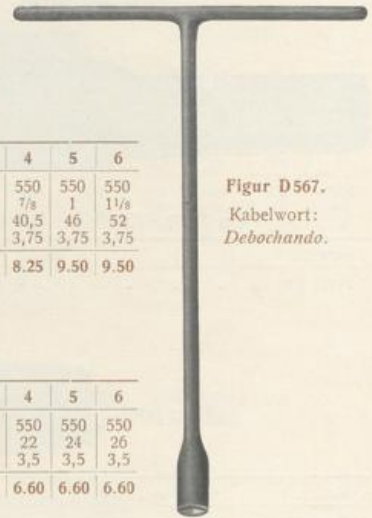 4 5 6
550 550 550
7/8 1 1 1/8
40,5 46 52
3,75 3,75 3,75
8.25 9.50 9.50
Figur D567.
Kabelwort:
Debochando.
4 5 6
550 550 550
22 24 26
3,5 3,5 3,5
6.60 6.60 6.60